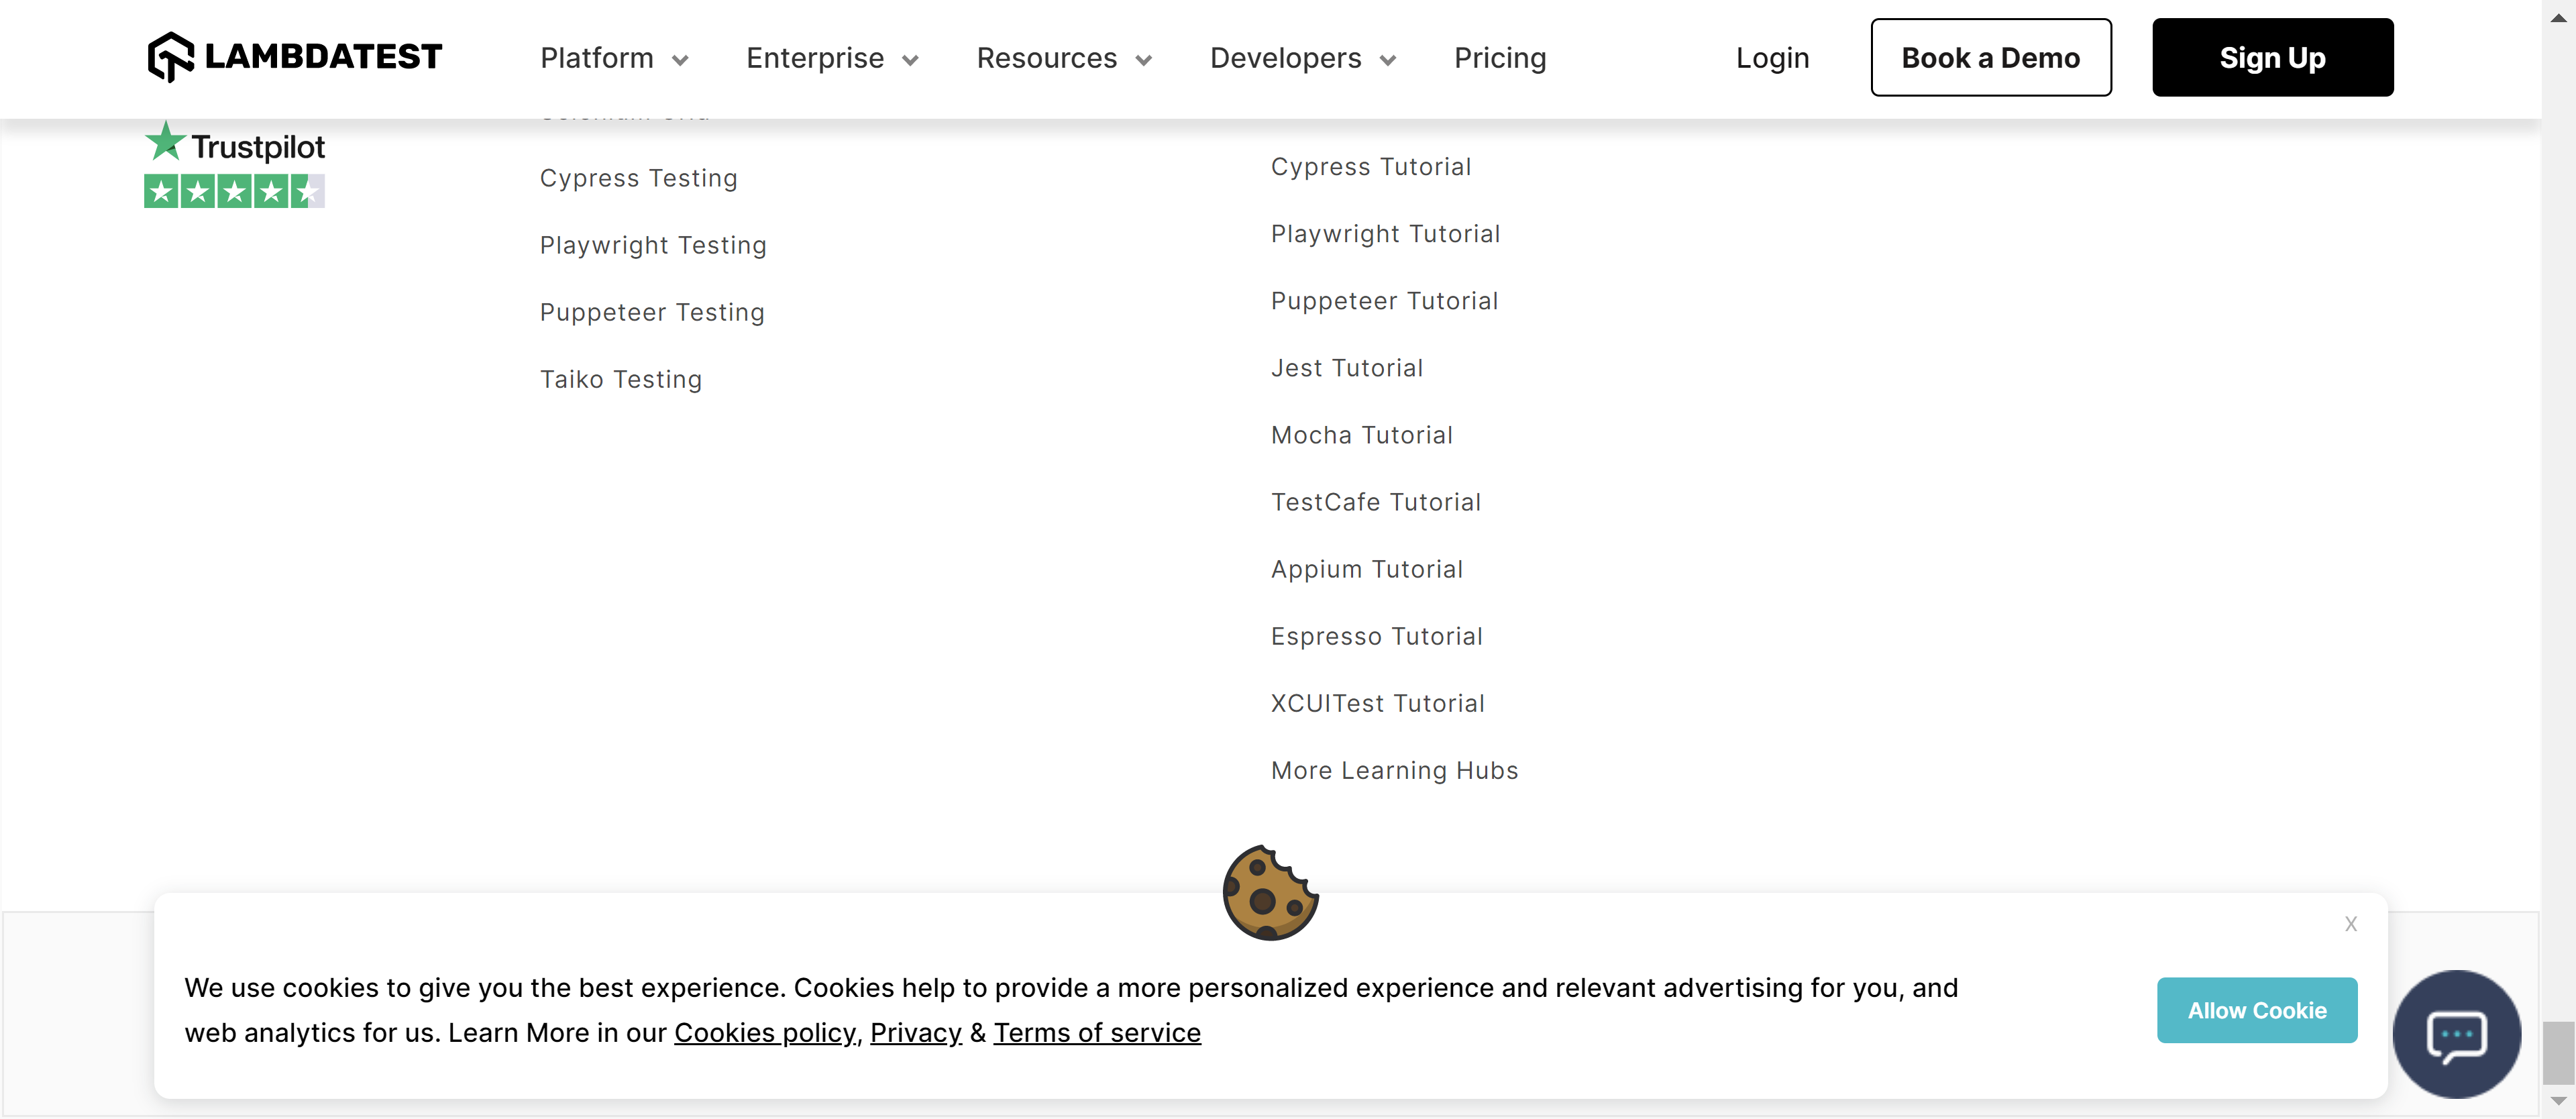 LAMBDATEST
Platform
Enterprise
Resources
Developers
Pricing
Login
Book a Demo
Sign Up
Trustpilot
Cypress Testing
Playwright Testing
Puppeteer Testing
Taiko Testing
Cypress Tutorial
Playwright Tutorial
Puppeteer Tutorial
Jest Tutorial
Mocha Tutorial
TestCafe Tutorial
Appium Tutorial
Espresso Tutorial
XCUITest Tutorial
More Learning Hubs
X
We use cookies to give you the best experience. Cookies help to provide a more personalized experience and relevant advertising for you, and
web analytics for us. Learn More in our Cookies policy, Privacy & Terms of service
Allow Cookie